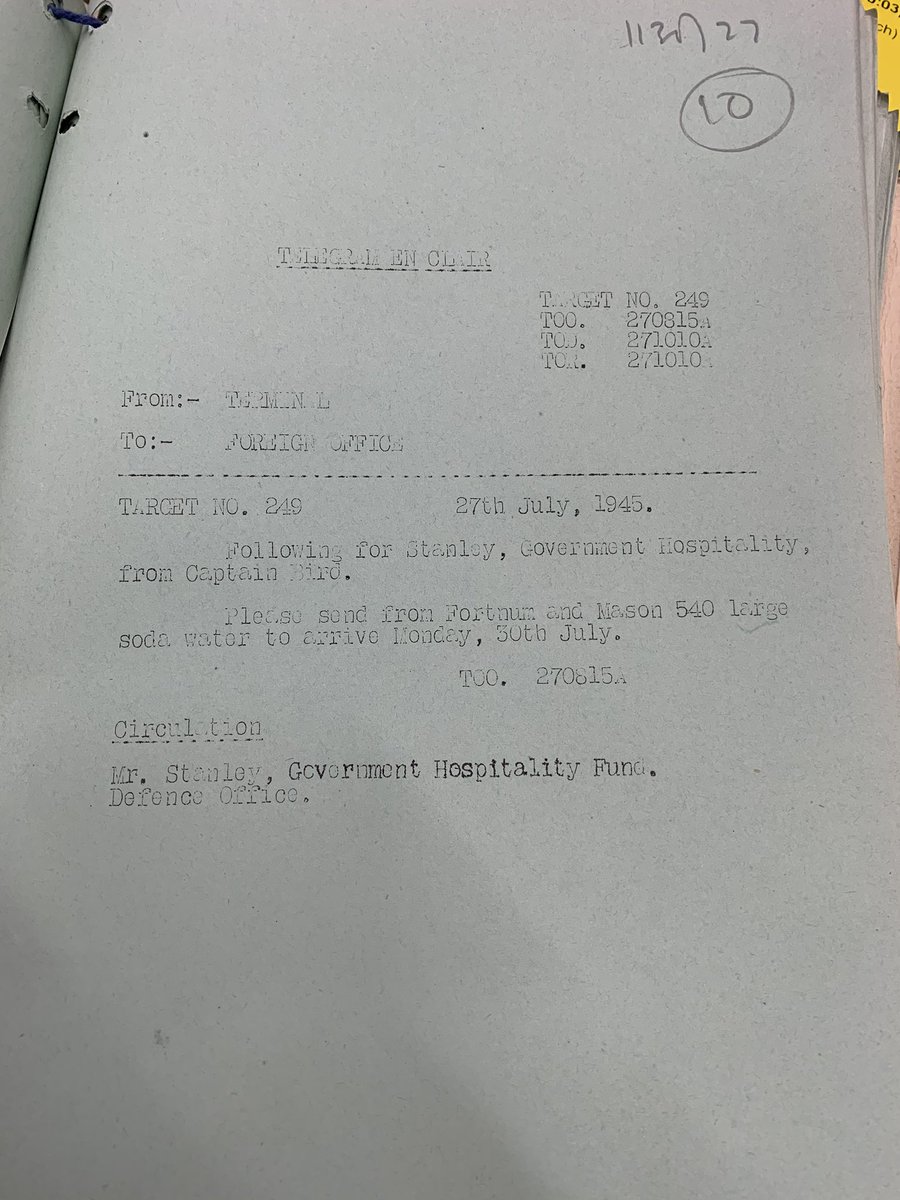 10
TELEGRAM EN CLAIR
TARGET NO. 249
TOO. 270815A
TOD. 271010A
TOR. 271010A
From:- TERMINAL
To:- FOREIGN OFFICE
TARGET NO. 249 27th July, 1945.
Following for Stanley, Government Hospitality,
from Captain Bird.
Please send from Fortnum and Mason 540 large
soda water to arrive Monday, 30th July.
TOO. 270815A
Circulation
Mr. Stanley, Government Hospitality Fund.
Defence Office.